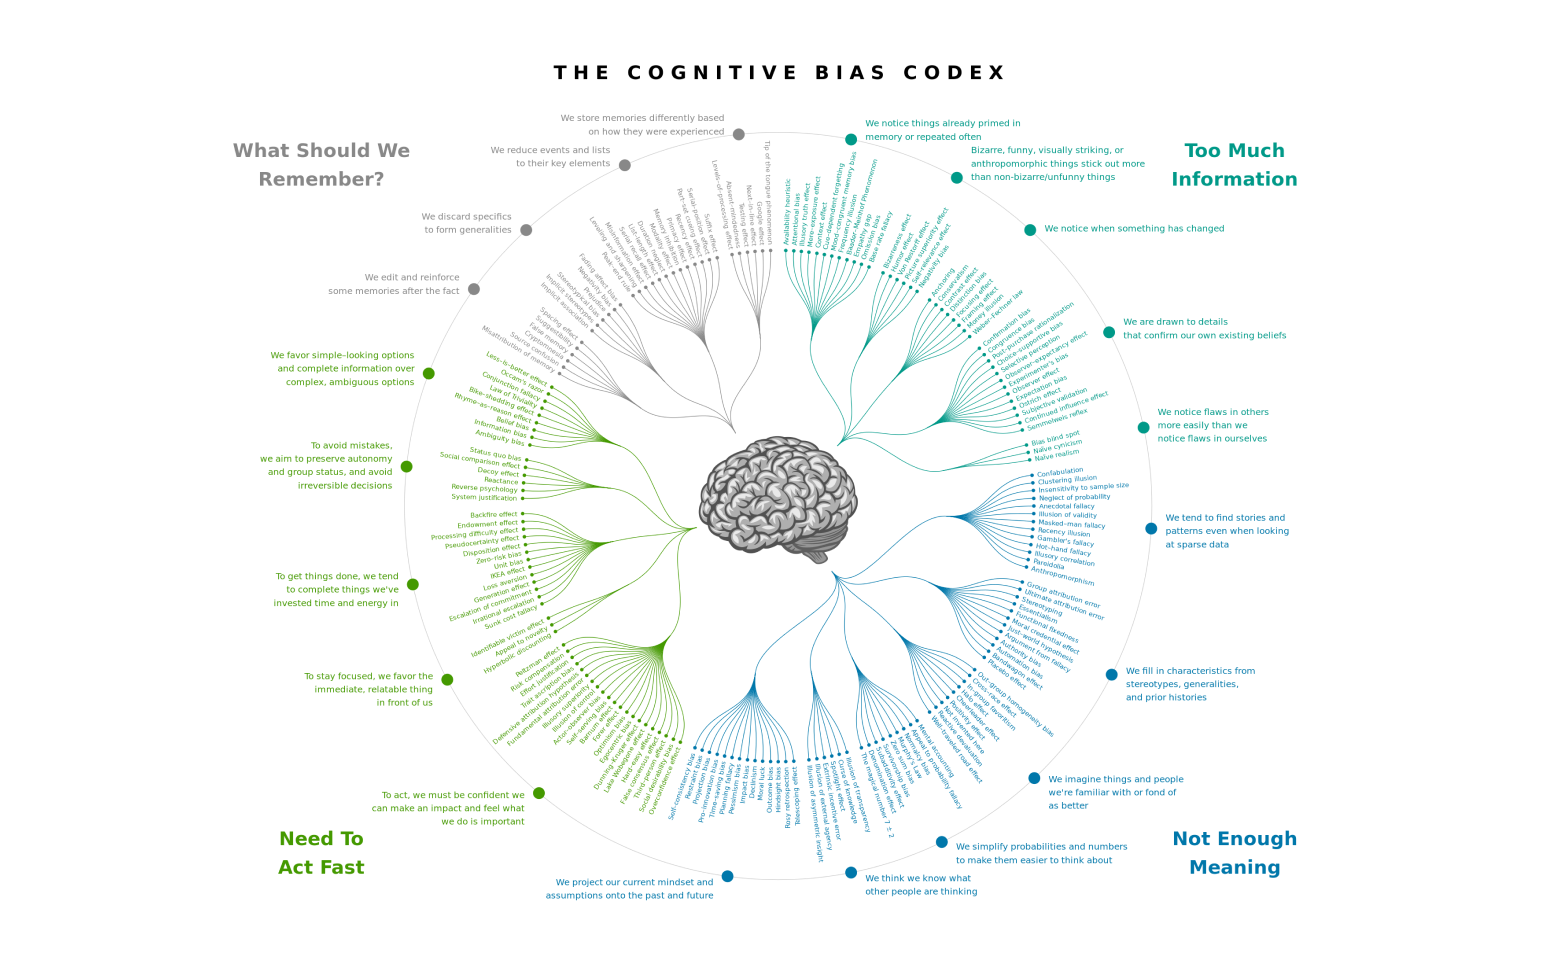 THE COGNITIVE BIAS CODEX
What Should We
Remember?
Too Much
Information
Need To
Act Fast
Not Enough
Meaning
We notice things already primed in
memory or repeated often
Availability heuristic
Attentional bias
Illusory truth effect
Mere-exposure effect
Context effect
Cue-dependent forgetting
Mood-congruent memory bias
Frequency illusion
Baader-Meinhof Phenomenon
Empathy gap
Omission bias
Base rate fallacy
Bizarre, funny, visually striking, or
anthropomorphic things stick out more
than non-bizarre/unfunny things
Bizarreness effect
Humor effect
Von Restorff effect
Picture superiority effect
Self-relevance effect
Negativity bias
We notice when something has changed
Anchoring
Conservatism
Contrast effect
Distinction bias
Focusing effect
Framing effect
Money illusion
Weber–Fechner law
We are drawn to details
that confirm our own existing beliefs
Confirmation bias
Congruence bias
Post-purchase rationalization
Choice-supportive bias
Selective perception
Observer-expectancy effect
Experimenter's bias
Observer effect
Expectation bias
Ostrich effect
Subjective validation
Continued influence effect
Semmelweis reflex
We notice flaws in others
more easily than we
notice flaws in ourselves
Bias blind spot
Naïve cynicism
Naïve realism
We tend to find stories and
patterns even when looking
at sparse data
Confabulation
Clustering illusion
Insensitivity to sample size
Neglect of probability
Anecdotal fallacy
Illusion of validity
Masked–man fallacy
Recency illusion
Gambler's fallacy
Hot–hand fallacy
Illusory correlation
Pareidolia
Anthropomorphism
We fill in characteristics from
stereotypes, generalities,
and prior histories
Group attribution error
Ultimate attribution error
Stereotyping
Essentialism
Functional fixedness
Moral credential effect
Just–world hypothesis
Argument from fallacy
Authority bias
Automation bias
Bandwagon effect
Placebo effect
We imagine things and people
we're familiar with or fond of
as better
Out–group homogeneity bias
Cross–race effect
In–group favoritism
Halo effect
Cheerleader effect
Positivity effect
Not invented here
Reactive devaluation
Well–traveled road effect
We simplify probabilities and numbers
to make them easier to think about
Mental accounting
Appeal to probability fallacy
Normalcy bias
Murphy's Law
Zero sum bias
Survivorship bias
Subadditivity effect
Denomination effect
The magical number 7 ± 2
We think we know what
other people are thinking
Illusion of transparency
Curse of knowledge
Spotlight effect
Extrinsic incentive error
Illusion of external agency
Illusion of asymmetric insight
We project our current mindset and
assumptions onto the past and future
Telescoping effect
Rosy retrospection
Hindsight bias
Outcome bias
Moral luck
Declinism
Impact bias
Pessimism bias
Planning fallacy
Time–saving bias
Pro–innovation bias
Projection bias
Restraint bias
Self–consistency bias
To act, we must be confident we
can make an impact and feel what
we do is important
Overconfidence effect
Social desirability bias
Third–person effect
False consensus effect
Hard–easy effect
Lake Wobegone effect
Dunning–Kruger effect
Egocentric bias
Optimism bias
Forer effect
Barnum effect
Self–serving bias
Actor–observer bias
Illusion of control
Illusory superiority
Fundamental attribution error
Defensive attribution hypothesis
Trait ascription bias
Effort justification
Risk compensation
Peltzman effect
To stay focused, we favor the
immediate, relatable thing
in front of us
Hyperbolic discounting
Appeal to novelty
Identifiable victim effect
To get things done, we tend
to complete things we've
invested time and energy in
Sunk cost fallacy
Irrational escalation
Escalation of commitment
Generation effect
Loss aversion
IKEA effect
Unit bias
Zero–risk bias
Disposition effect
Pseudocertainty effect
Processing difficulty effect
Endowment effect
Backfire effect
To avoid mistakes,
we aim to preserve autonomy
and group status, and avoid
irreversible decisions
System justification
Reverse psychology
Reactance
Decoy effect
Social comparison effect
Status quo bias
We favor simple–looking options
and complete information over
complex, ambiguous options
Ambiguity bias
Information bias
Belief bias
Rhyme–as–reason effect
Bike–shedding effect
Law of Triviality
Conjunction fallacy
Occam's razor
Less–is–better effect
We edit and reinforce
some memories after the fact
Misattribution of memory
Source confusion
Cryptomnesia
False memory
Suggestibility
Spacing effect
We discard specifics
to form generalities
Implicit association
Implicit stereotypes
Stereotypical bias
Prejudice
Negativity bias
Fading affect bias
We reduce events and lists
to their key elements
Peak–end rule
Leveling and sharpening
Misinformation effect
Serial recall effect
List–length effect
Duration neglect
Modality effect
Memory inhibition
Primacy effect
Recency effect
Part–set cueing effect
Serial–position effect
Suffix effect
We store memories differently based
on how they were experienced
Levels–of–processing effect
Absent–mindedness
Testing effect
Next–in–line effect
Google effect
Tip of the tongue phenomenon